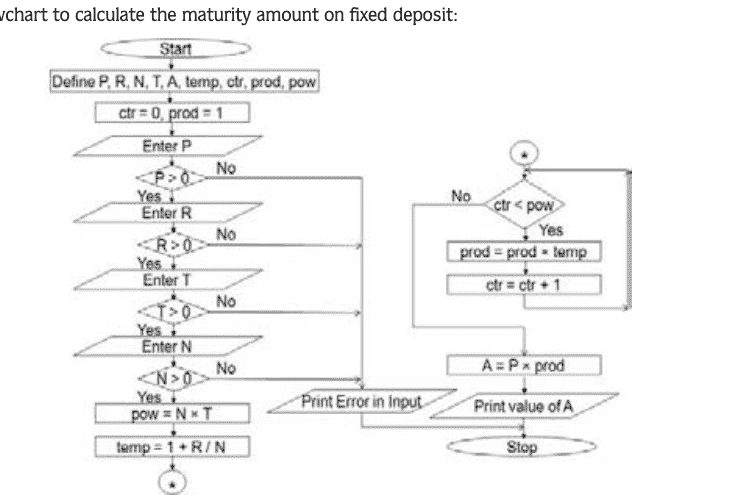 wchart to calculate the maturity amount on fixed deposit:
Start
Define P, R, N, T, A, temp, ctr, prod, pow
ctr = 0, prod = 1
Enter P
P > 0
No
Yes
Enter R
R > 0
No
Yes
Enter T
T > 0
No
Yes
Enter N
N > 0
No
Yes
pow = N × T
temp = 1 + R / N
*
Print Error in Input
*
ctr < pow
No
Yes
prod = prod × temp
ctr = ctr + 1
A = P × prod
Print value of A
Stop